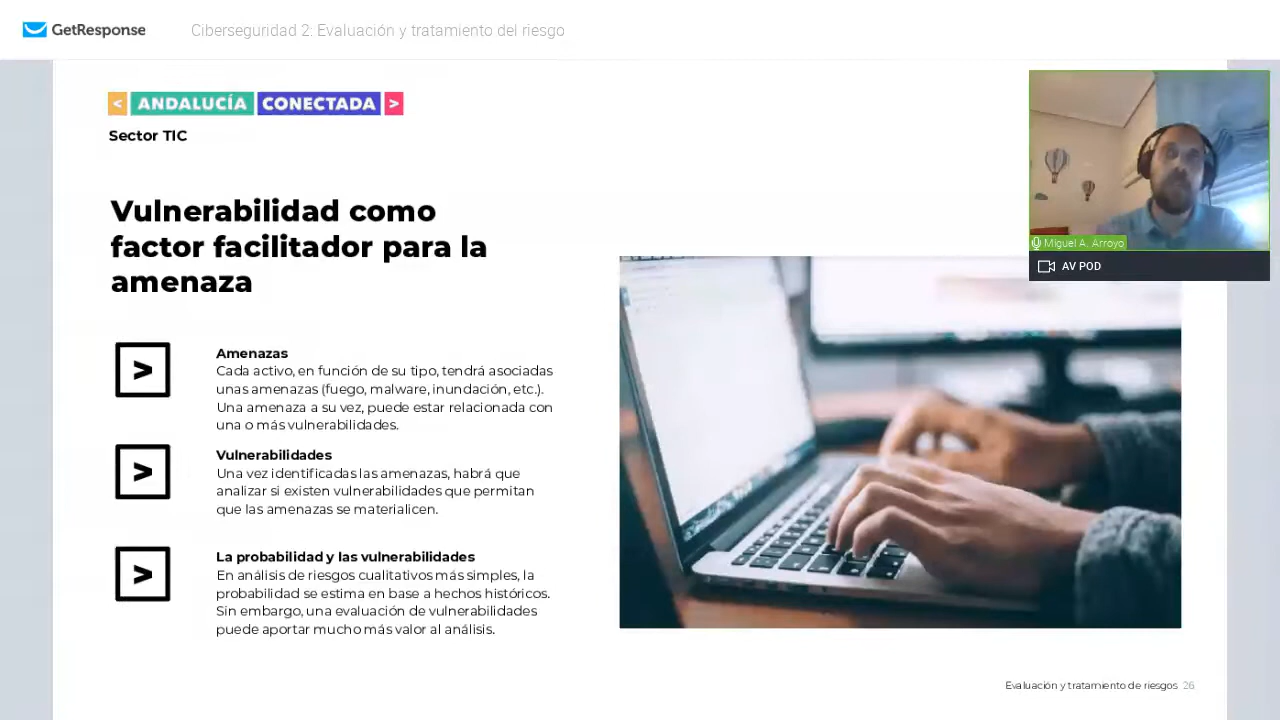 GetResponse
Ciberseguridad 2: Evaluación y tratamiento del riesgo
< ANDALUCÍA CONECTADA >
Sector TIC
Vulnerabilidad como
factor facilitador para la
amenaza
Amenazas
Cada activo, en función de su tipo, tendrá asociadas
unas amenazas (fuego, malware, inundación, etc.).
Una amenaza a su vez, puede estar relacionada con
una o más vulnerabilidades.
Vulnerabilidades
Una vez identificadas las amenazas, habrá que
analizar si existen vulnerabilidades que permitan
que las amenazas se materialicen.
La probabilidad y las vulnerabilidades
En análisis de riesgos cualitativos más simples, la
probabilidad se estima en base a hechos históricos.
Sin embargo, una evaluación de vulnerabilidades
puede aportar mucho más valor al análisis.
Miguel A. Arroyo
AV POD
Evaluación y tratamiento de riesgos 26